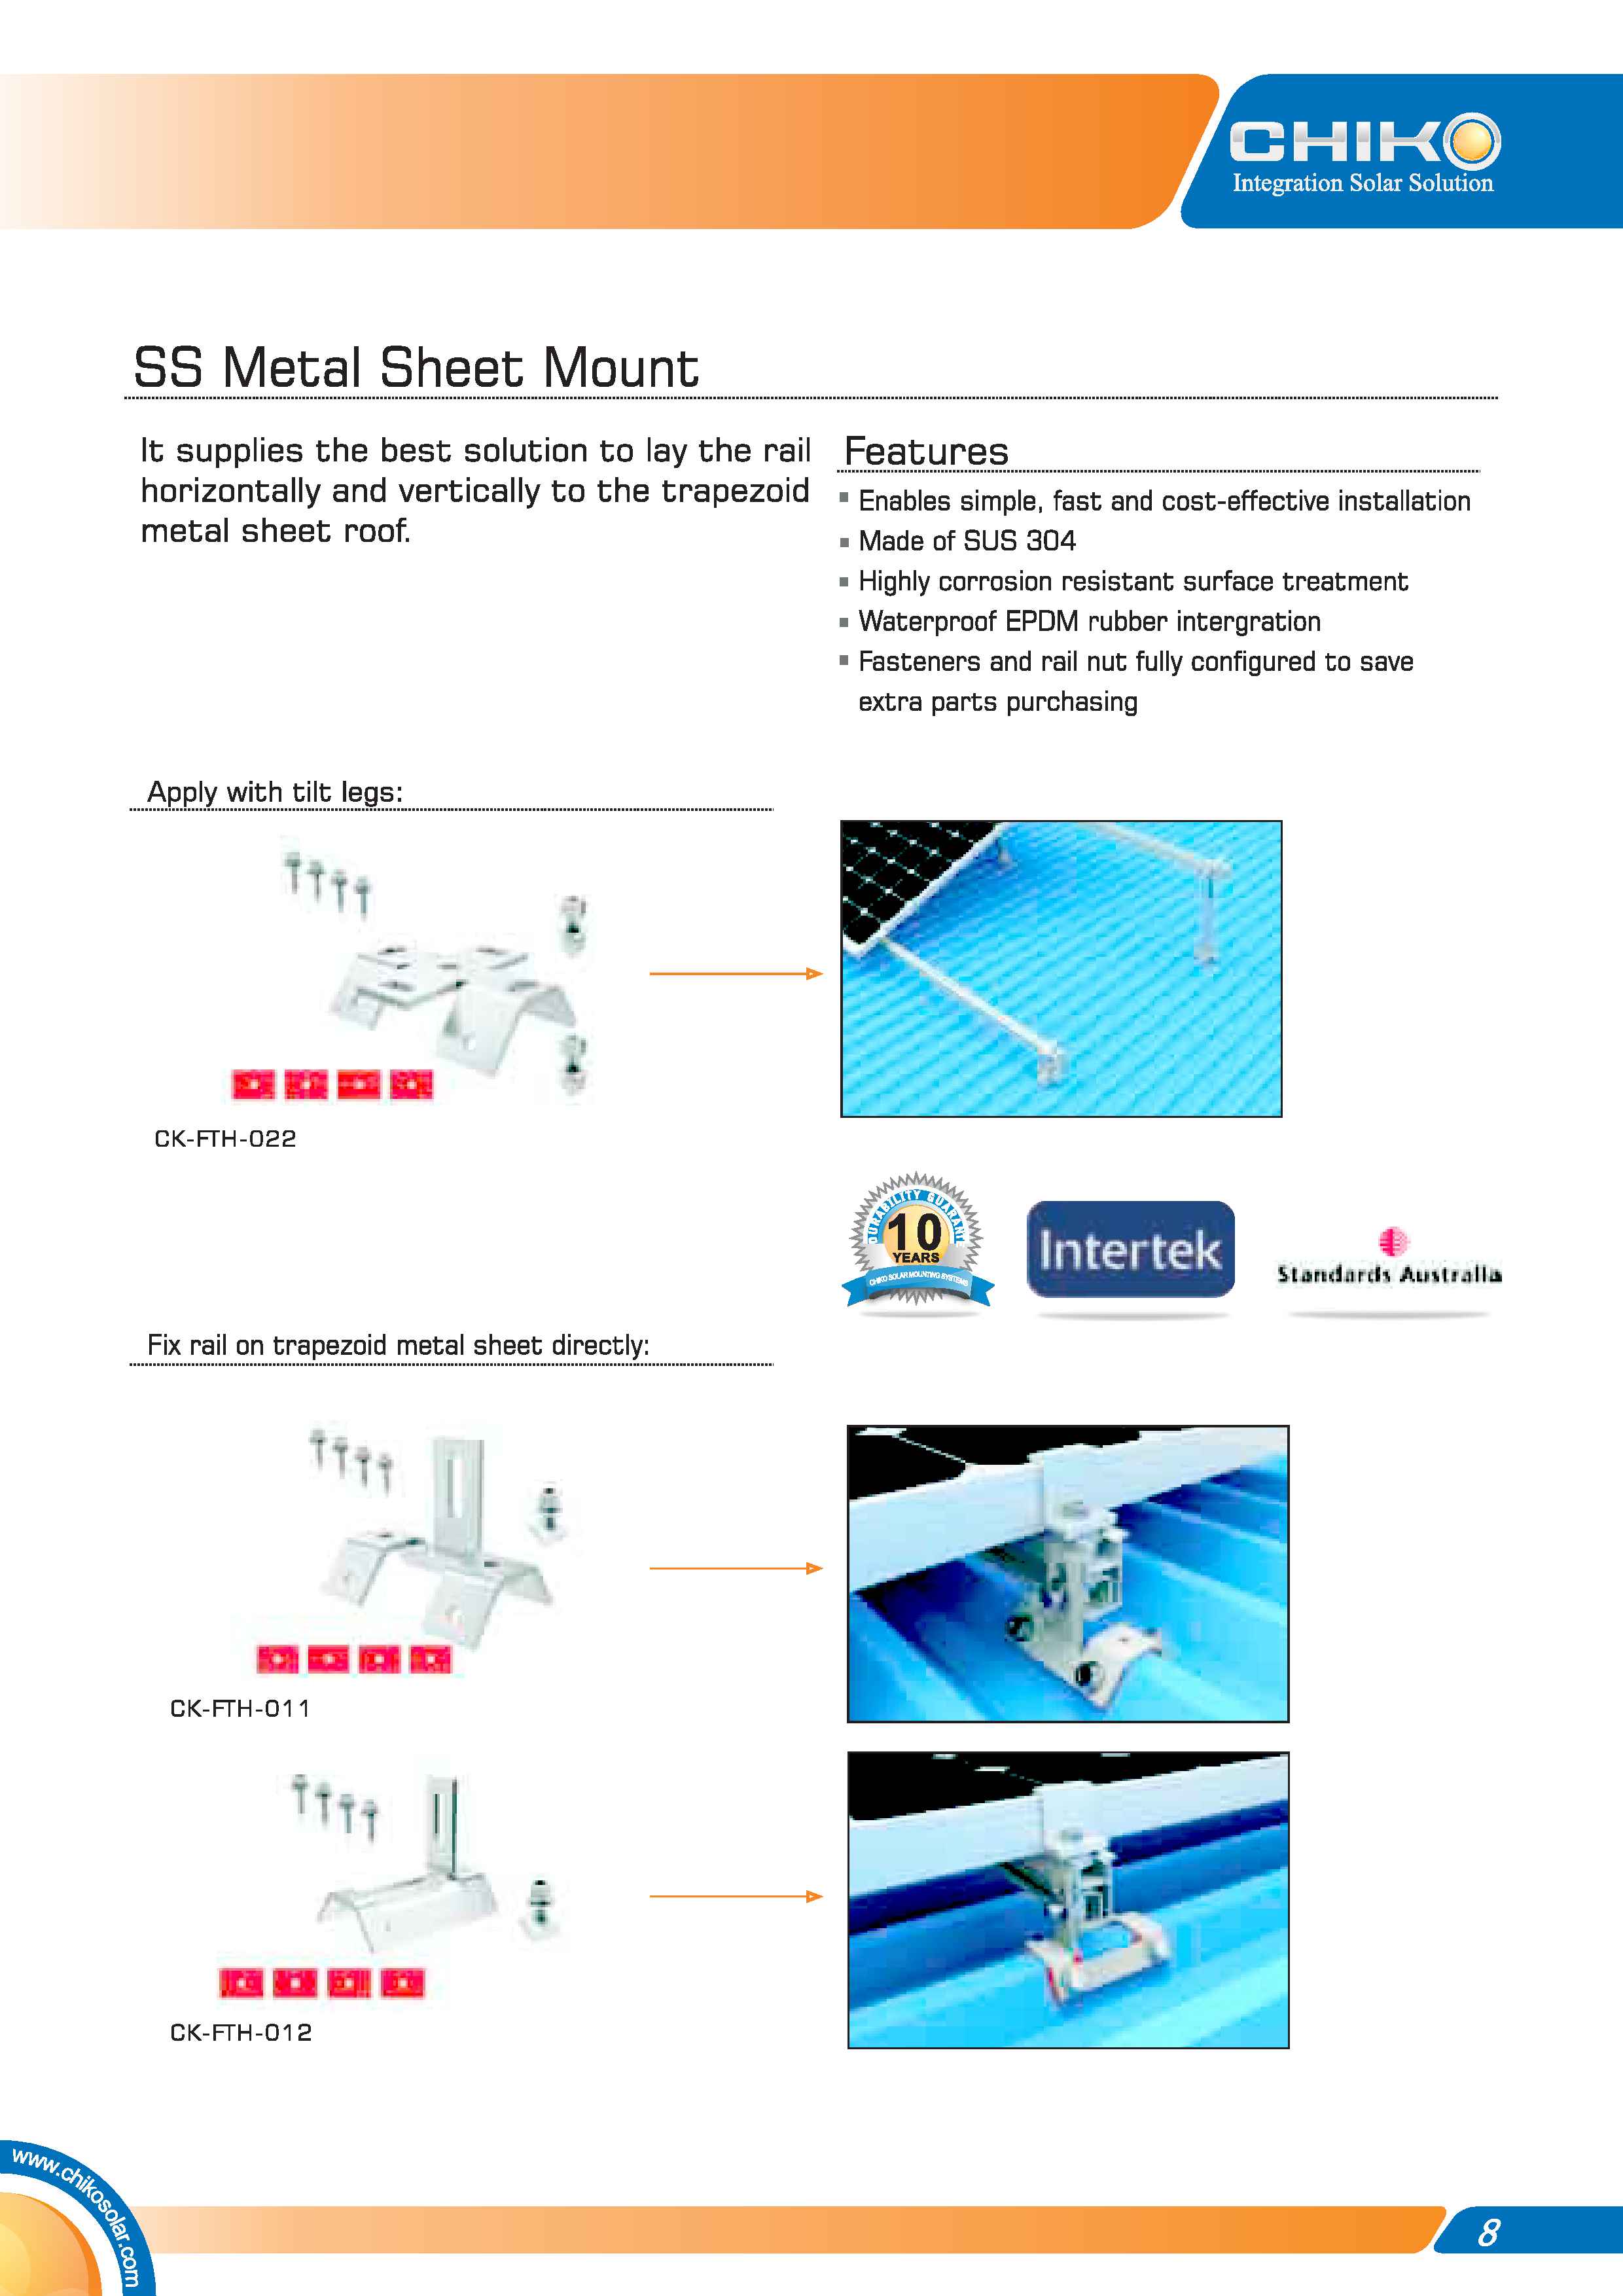 CHIKO
Integration Solar Solution
SS Metal Sheet Mount
It supplies the best solution to lay the rail
horizontally and vertically to the trapezoid
metal sheet roof.
Features
Enables simple, fast and cost-effective installation
Made of SUS 304
Highly corrosion resistant surface treatment
Waterproof EPDM rubber intergration
Fasteners and rail nut fully configured to save
extra parts purchasing
Apply with tilt legs:
CK-FTH-022
DURABILITY GUARANT
10
YEARS
CHIKO SOLAR MOUNTING SYSTEMS
Intertek
Standards Australia
Fix rail on trapezoid metal sheet directly:
CK-FTH-011
CK-FTH-012
www.chikosolar.com
8